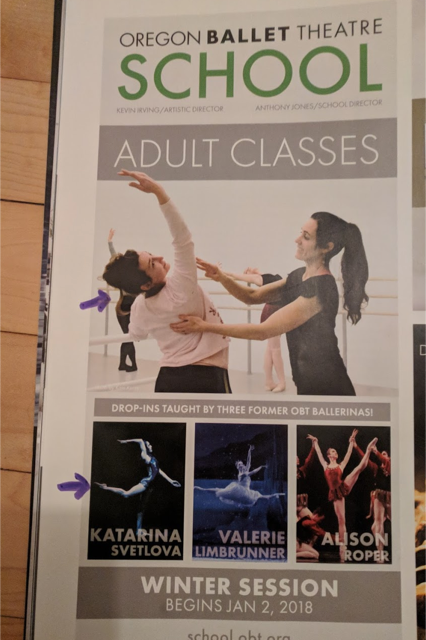 OREGON BALLET THEATRE
SCHOOL
KEVIN IRVING/ARTISTIC DIRECTOR ANTHONY JONES/SCHOOL DIRECTOR
ADULT CLASSES
DROP-INS TAUGHT BY THREE FORMER OBT BALLERINAS!
KATARINA
SVETLOVA
VALERIE
LIMBRUNNER
ALISON
ROPER
WINTER SESSION
BEGINS JAN 2, 2018
school.obt.org